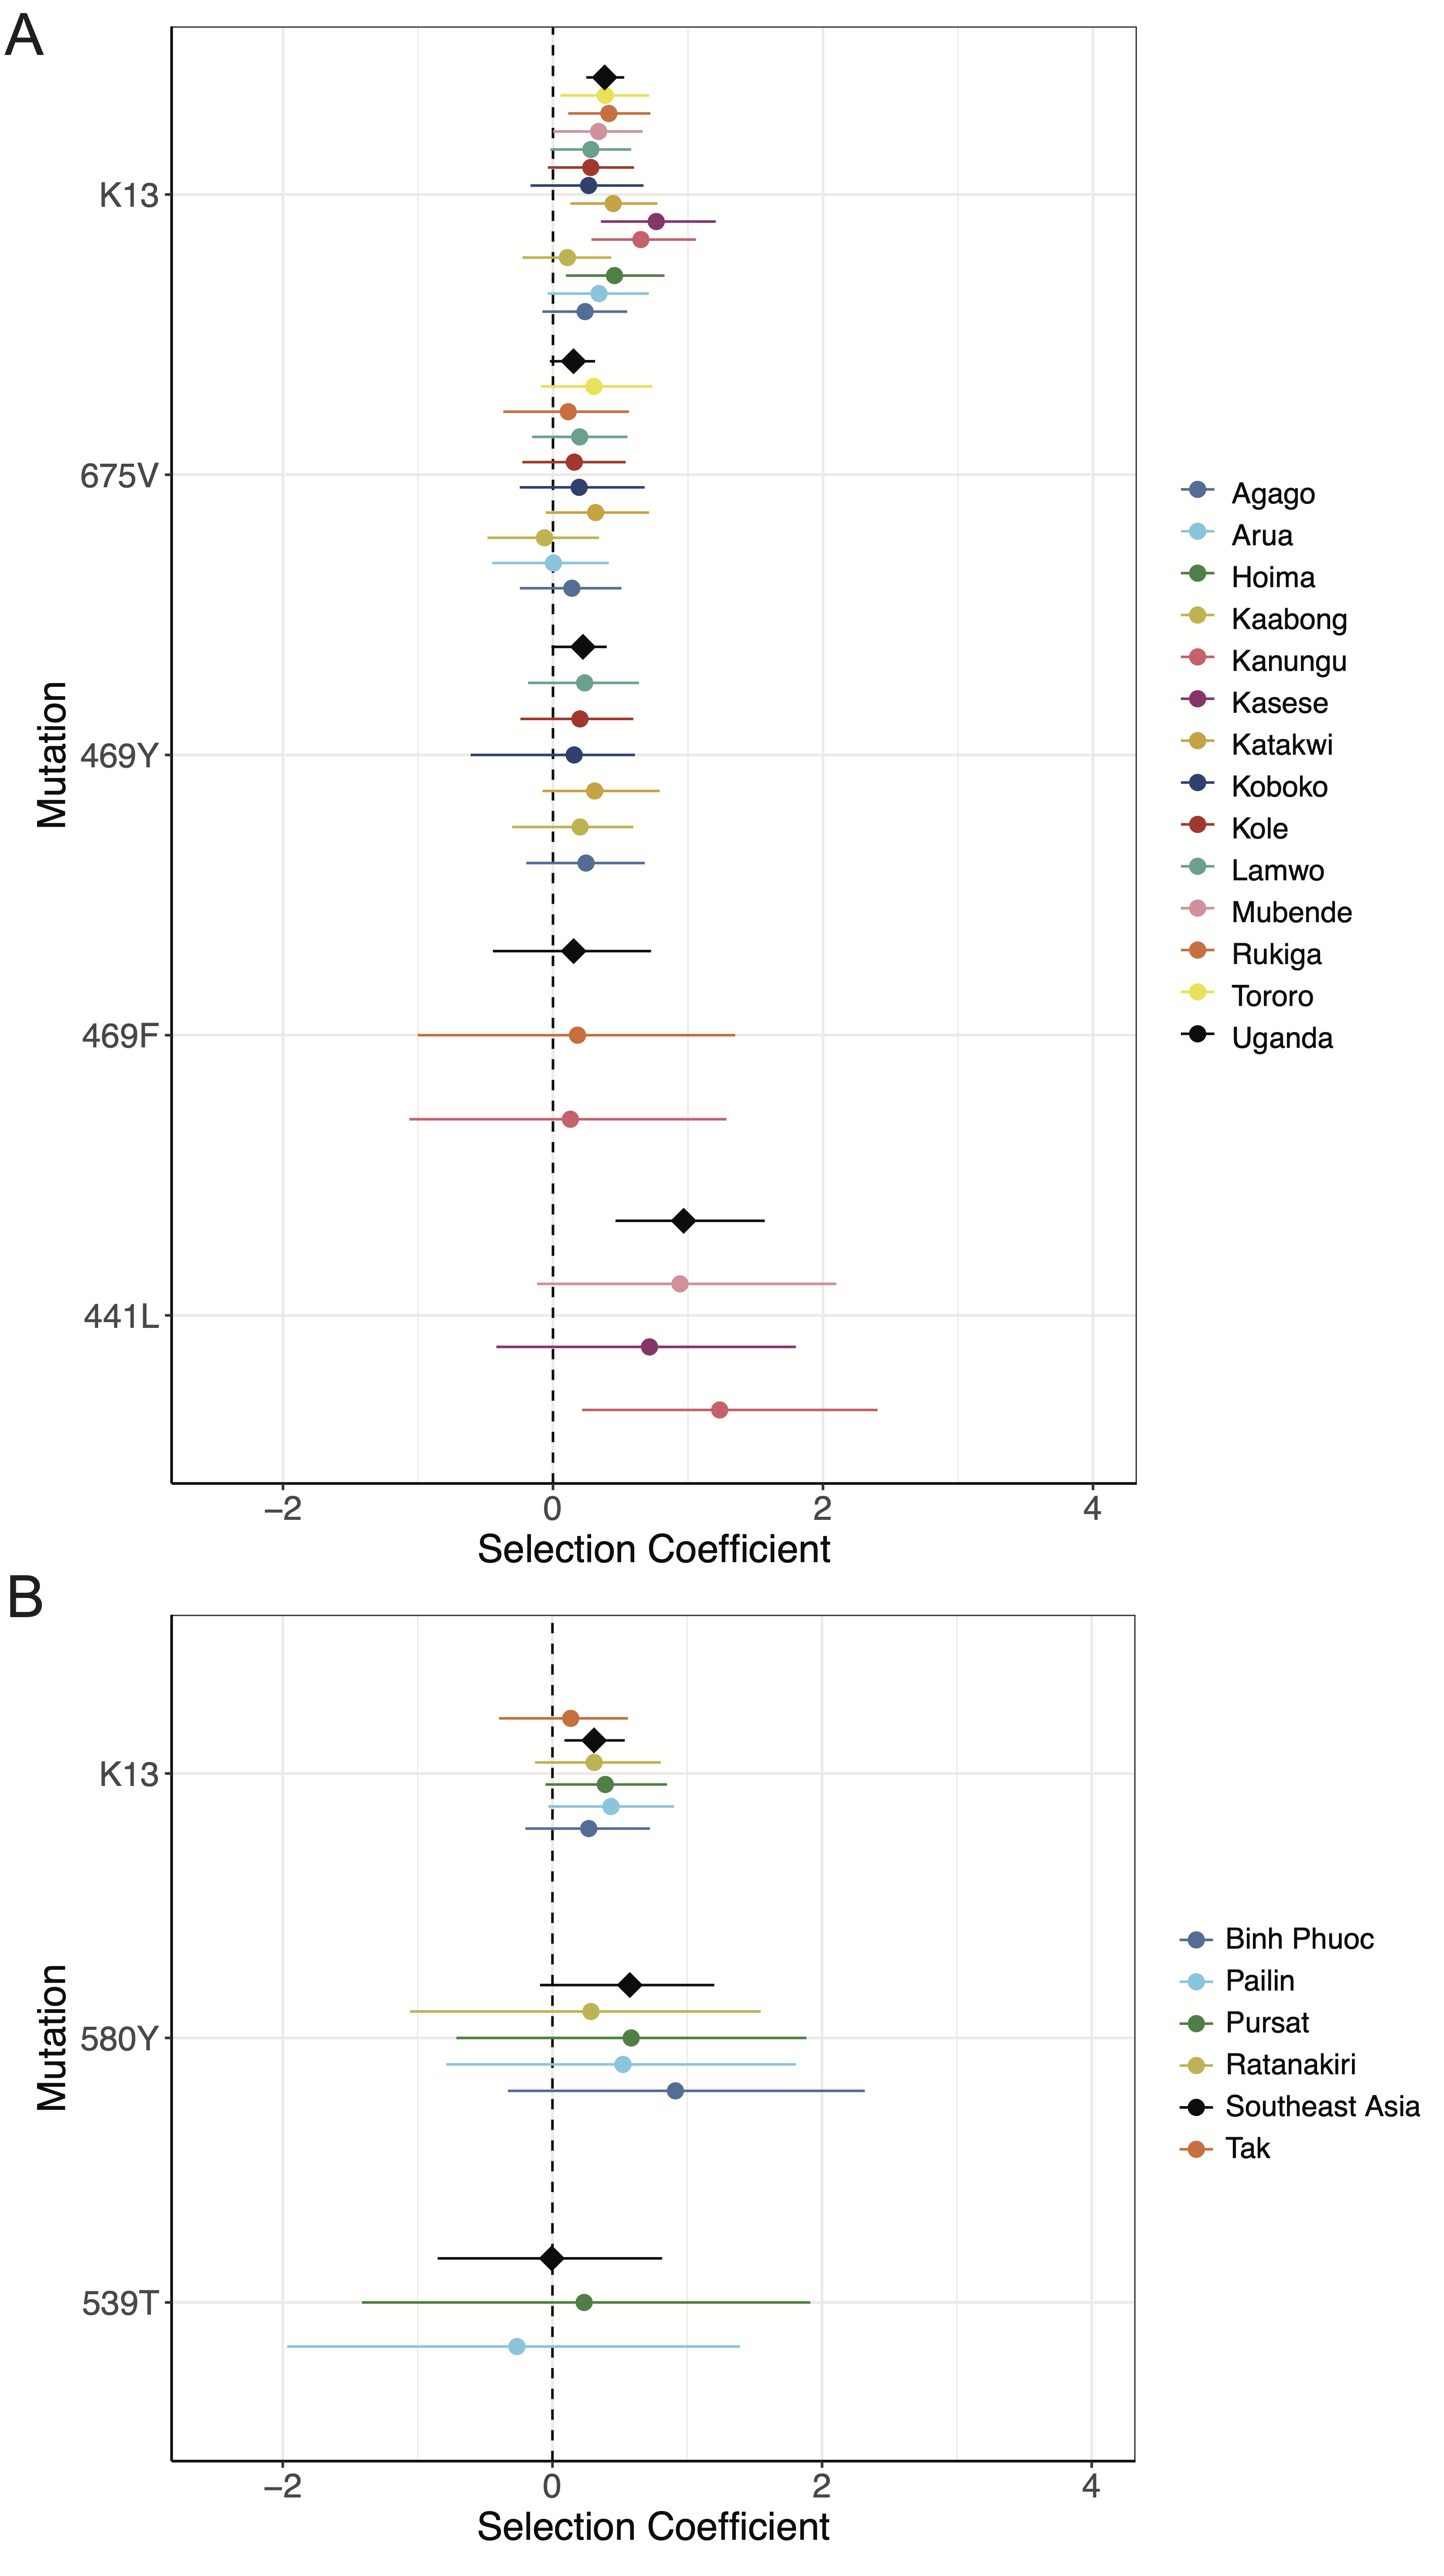 A
K13
675V
469Y
469F
441L
Mutation
−2 0 2 4
Selection Coefficient
Agago
Arua
Hoima
Kaabong
Kanungu
Kasese
Katakwi
Koboko
Kole
Lamwo
Mubende
Rukiga
Tororo
Uganda
B
K13
580Y
539T
Mutation
−2 0 2 4
Selection Coefficient
Binh Phuoc
Pailin
Pursat
Ratanakiri
Southeast Asia
Tak